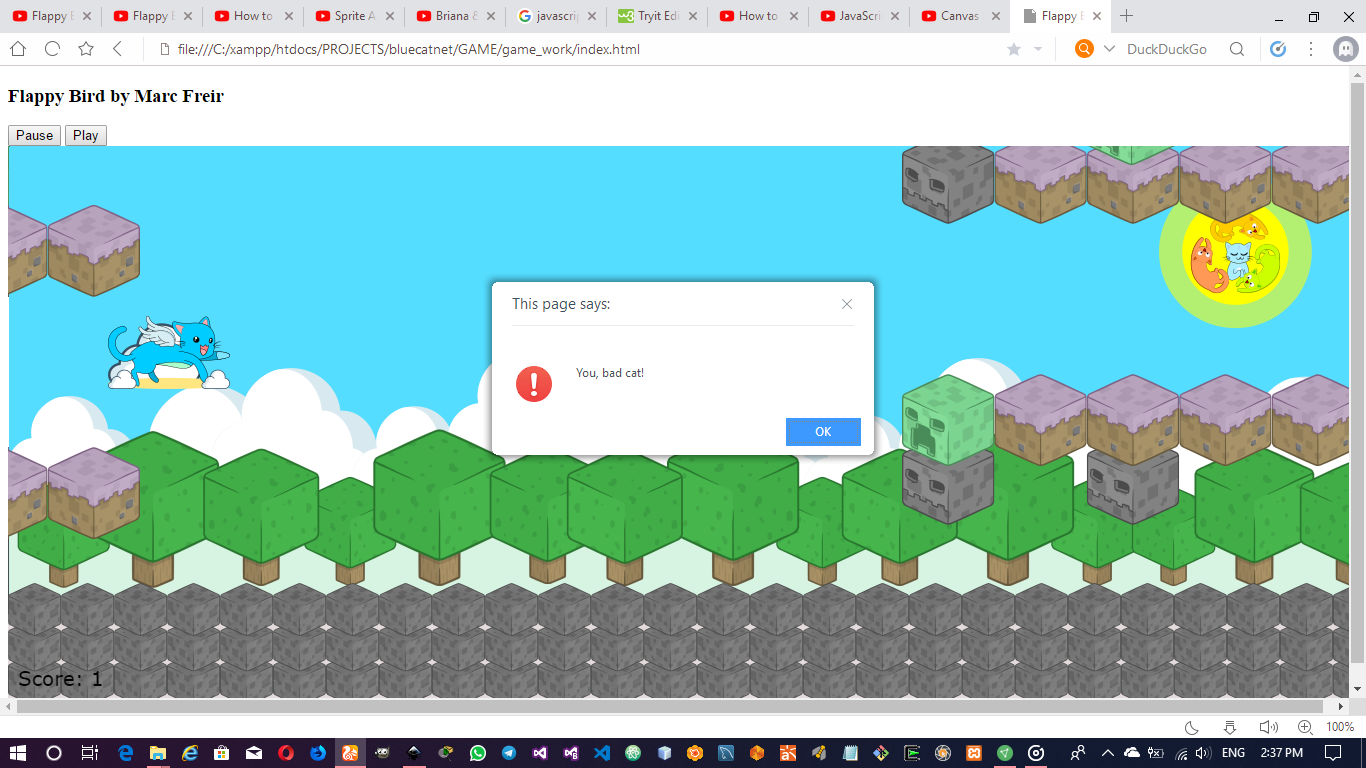 Flappy B
Flappy B
How to
Sprite A
Briana &
javascri
Tryit Edi
How to
JavaScri
Canvas
Flappy B
file:///C:/xampp/htdocs/PROJECTS/bluecatnet/GAME/game_work/index.html
DuckDuckGo
Flappy Bird by Marc Freir
Pause Play
This page says:
You, bad cat!
OK
Score: 1
100%
ENG 2:37 PM